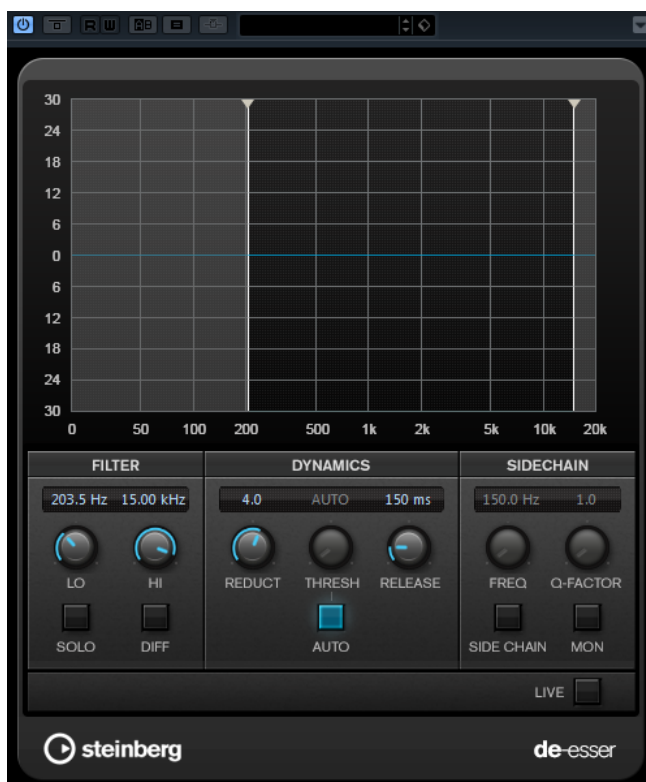 R W AB
30
24
18
12
6
0
6
12
18
24
30
0 50 100 200 500 1k 2k 5k 10k 20k
FILTER DYNAMICS SIDECHAIN
203.5 Hz 15.00 kHz 4.0 AUTO 150 ms 150.0 Hz 1.0
LO HI REDUCT THRESH RELEASE FREQ Q-FACTOR
SOLO DIFF AUTO SIDE CHAIN MON
LIVE
steinberg de-esser